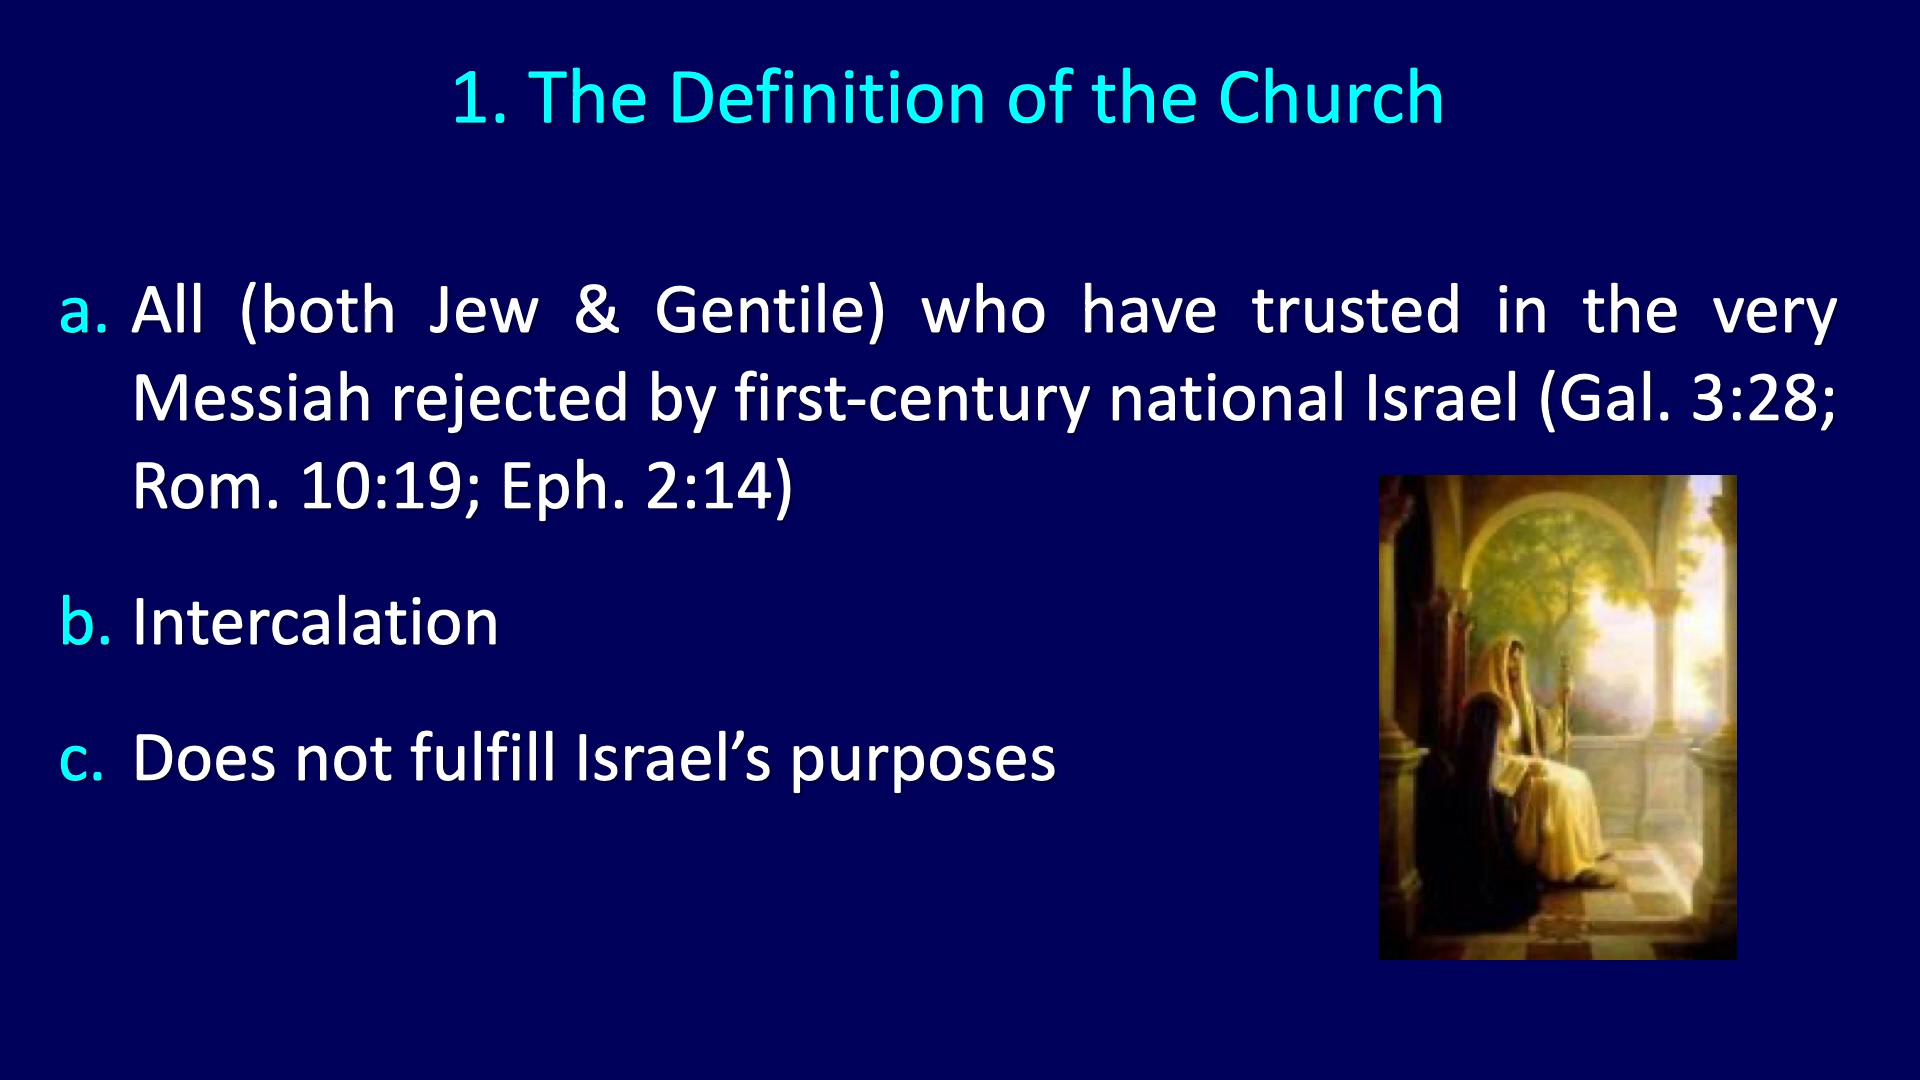 1. The Definition of the Church
a. All (both Jew & Gentile) who have trusted in the very
Messiah rejected by first-century national Israel (Gal. 3:28;
Rom. 10:19; Eph. 2:14)
b. Intercalation
c. Does not fulfill Israel’s purposes